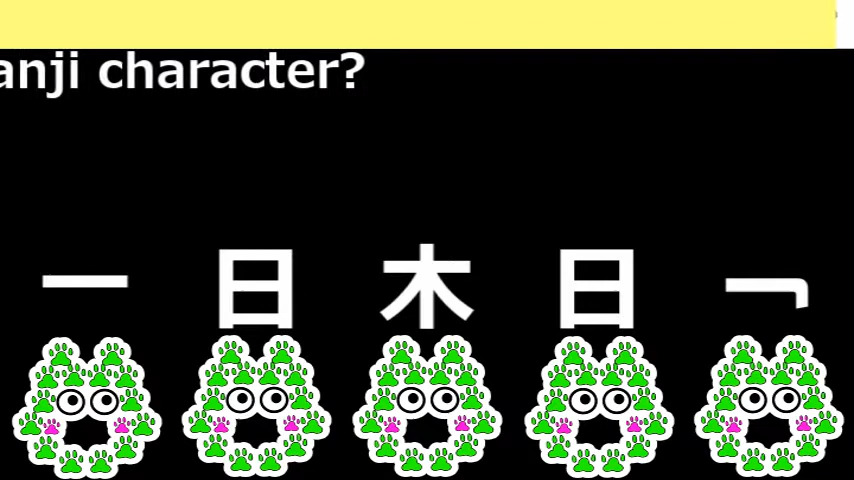 anji character?
一 日 木 日 ﹁